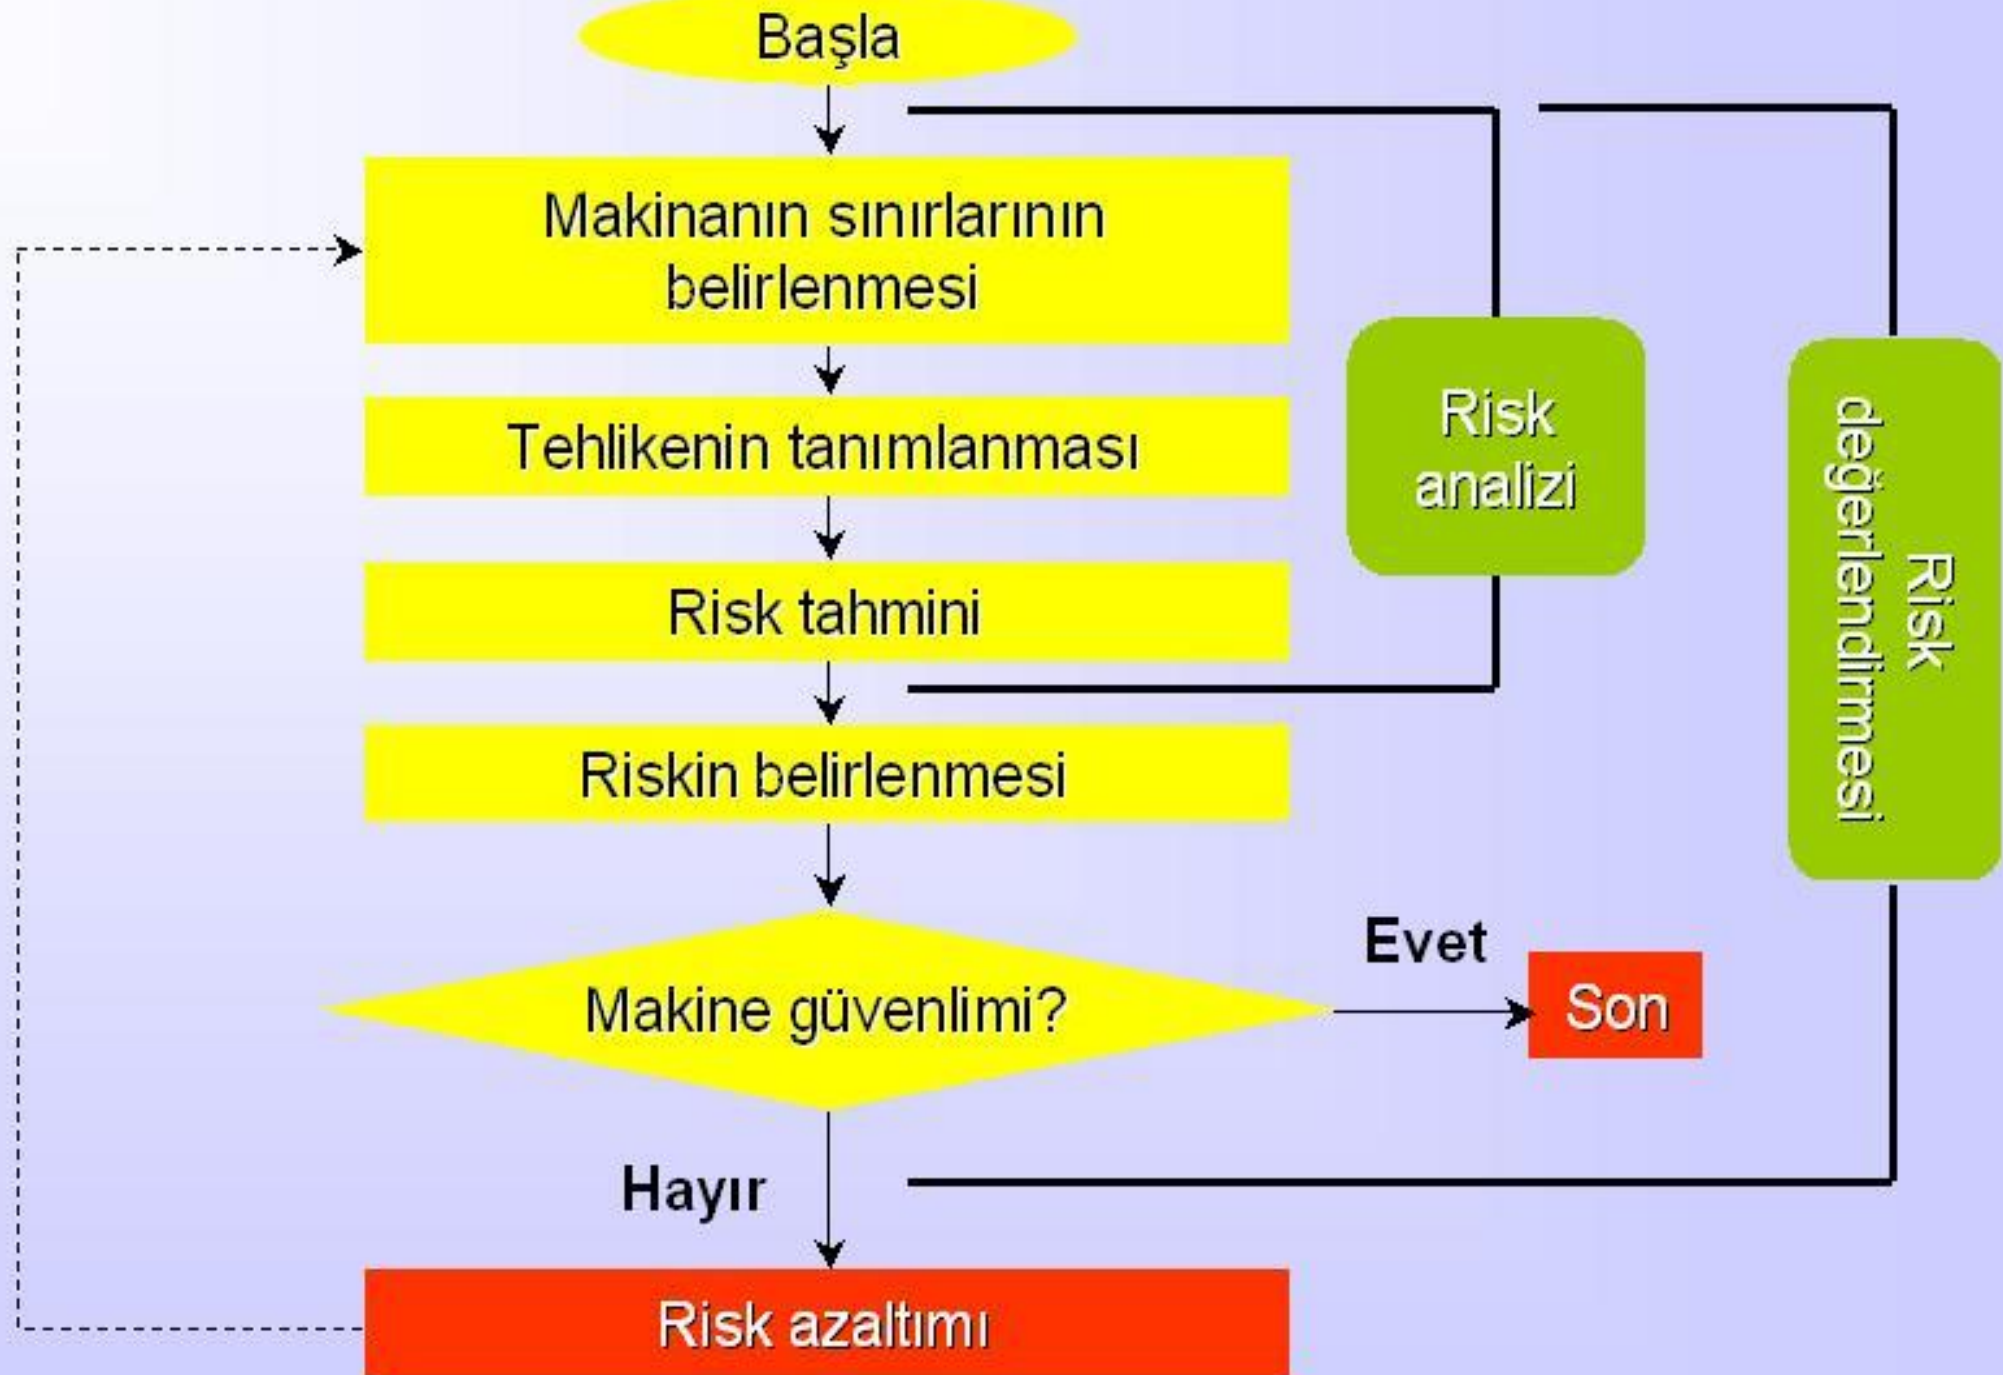 Başla
Makinanın sınırlarının
belirlenmesi
Tehlikenin tanımlanması
Risk tahmini
Riskin belirlenmesi
Makine güvenlimi?
Evet
Son
Hayır
Risk azaltımı
Risk
analizi
Risk
değerlendirmesi